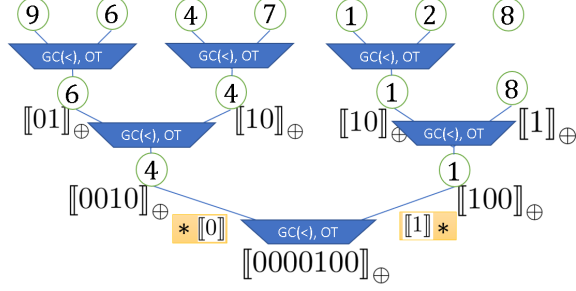 9 6 4 7 1 2 8
GC(<), OT GC(<), OT GC(<), OT
6 4 1 8
⟦01⟧⊕ GC(<), OT ⟦10⟧⊕ ⟦10⟧⊕ GC(<), OT ⟦1⟧⊕
4 1
⟦0010⟧⊕ ⟦100⟧⊕
* ⟦0⟧ GC(<), OT ⟦1⟧ *
⟦0000100⟧⊕